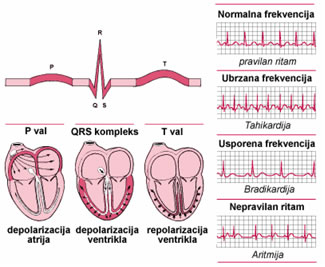 R
P
T
Q
S
P val
QRS kompleks
T val
depolarizacija
atrija
depolarizacija
ventrikla
repolarizacija
ventrikla
Normalna frekvencija
pravilan ritam
Ubrzana frekvencija
Tahikardija
Usporena frekvencija
Bradikardija
Nepravilan ritam
Aritmija